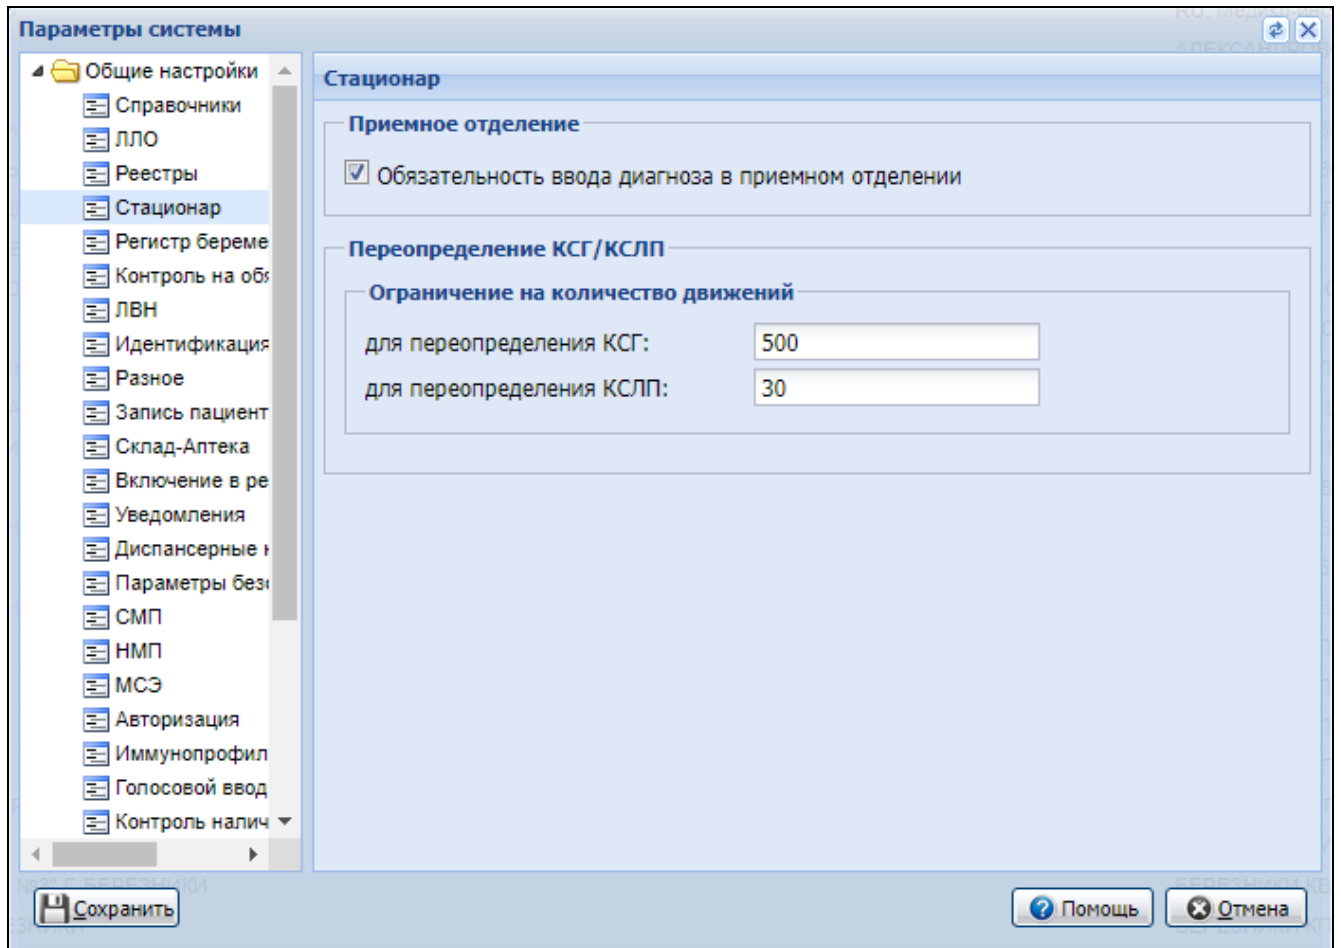 Параметры системы
Общие настройки
Справочники
ЛЛО
Реестры
Стационар
Регистр береме
Контроль на обя
ЛВН
Идентификация
Разное
Запись пациент
Склад-Аптека
Включение в ре
Уведомления
Диспансерные к
Параметры безо
СМП
НМП
МСЭ
Авторизация
Иммунопрофил
Голосовой ввод
Контроль налич
Стационар
Приемное отделение
Обязательность ввода диагноза в приемном отделении
Переопределение КСГ/КСЛП
Ограничение на количество движений
для переопределения КСГ: 500
для переопределения КСЛП: 30
№3" Г. БЕРЕЗНИКИ
Сохранить
Помощь
Отмена